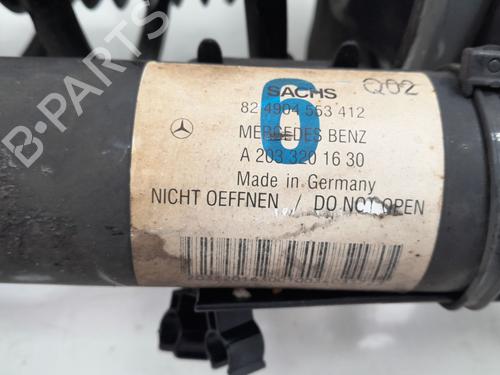 SACHS Q02
6
82 4904 563 412
MERCEDES BENZ
A 203 320 16 30
Made in Germany
NICHT OEFFNEN / DO NOT OPEN
B-PARTS